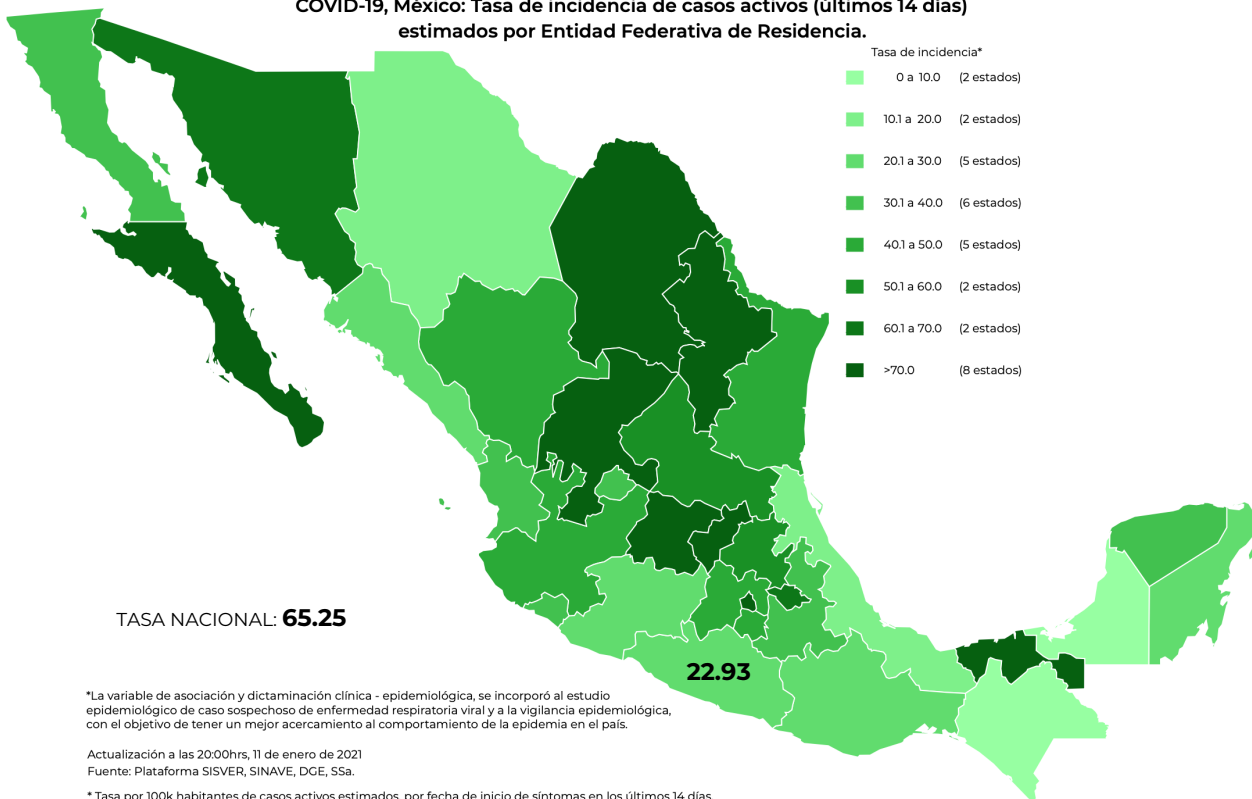 COVID-19, México: Tasa de incidencia de casos activos (últimos 14 días)
estimados por Entidad Federativa de Residencia.
Tasa de incidencia*
0 a 10.0 (2 estados)
10.1 a 20.0 (2 estados)
20.1 a 30.0 (5 estados)
30.1 a 40.0 (6 estados)
40.1 a 50.0 (5 estados)
50.1 a 60.0 (2 estados)
60.1 a 70.0 (2 estados)
>70.0 (8 estados)
TASA NACIONAL: 65.25
22.93
*La variable de asociación y dictaminación clínica - epidemiológica, se incorporó al estudio
epidemiológico de caso sospechoso de enfermedad respiratoria viral y a la vigilancia epidemiológica,
con el objetivo de tener un mejor acercamiento al comportamiento de la epidemia en el país.
Actualización a las 20:00hrs, 11 de enero de 2021
Fuente: Plataforma SISVER, SINAVE, DGE, SSa.
* Tasa por 100k habitantes de casos activos estimados, por fecha de inicio de síntomas en los últimos 14 días